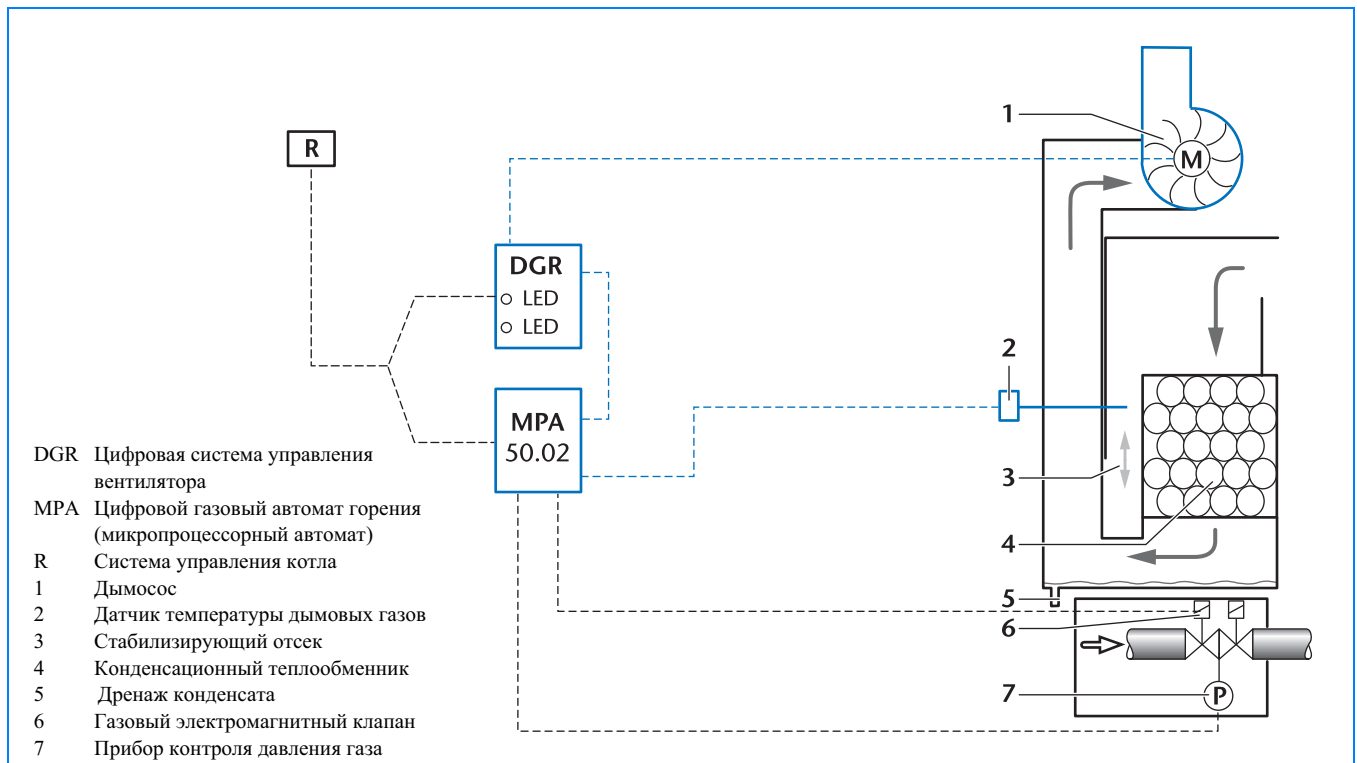 1
R
M
DGR
LED
LED
2
MPA
50.02
3
4
5
6
7
P
DGR Цифровая система управления
вентилятора
MPA Цифровой газовый автомат горения
(микропроцессорный автомат)
R Система управления котла
1 Дымосос
2 Датчик температуры дымовых газов
3 Стабилизирующий отсек
4 Конденсационный теплообменник
5 Дренаж конденсата
6 Газовый электромагнитный клапан
7 Прибор контроля давления газа